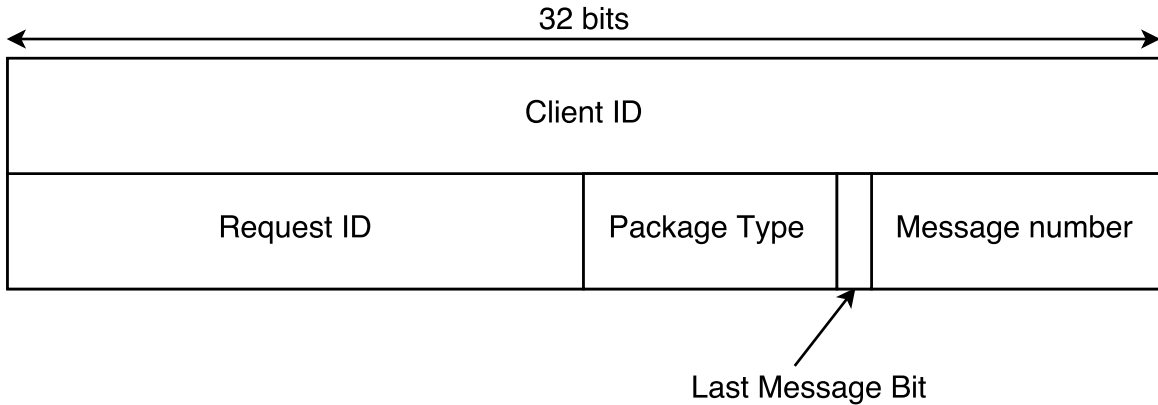 32 bits
Client ID
Request ID
Package Type
Message number
Last Message Bit